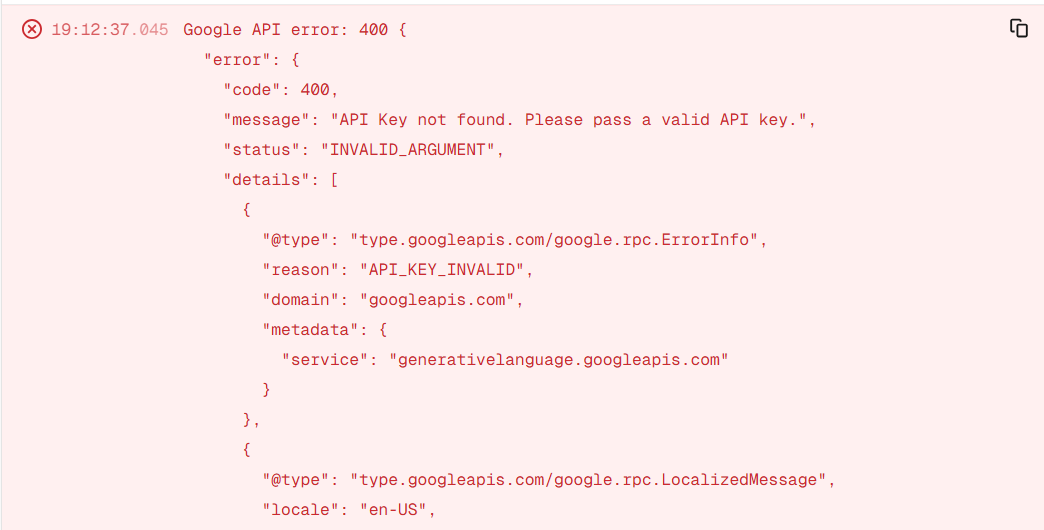 19:12:37.045 Google API error: 400 {
"error": {
"code": 400,
"message": "API Key not found. Please pass a valid API key.",
"status": "INVALID_ARGUMENT",
"details": [
{
"@type": "type.googleapis.com/google.rpc.ErrorInfo",
"reason": "API_KEY_INVALID",
"domain": "googleapis.com",
"metadata": {
"service": "generativelanguage.googleapis.com"
}
},
{
"@type": "type.googleapis.com/google.rpc.LocalizedMessage",
"locale": "en-US",